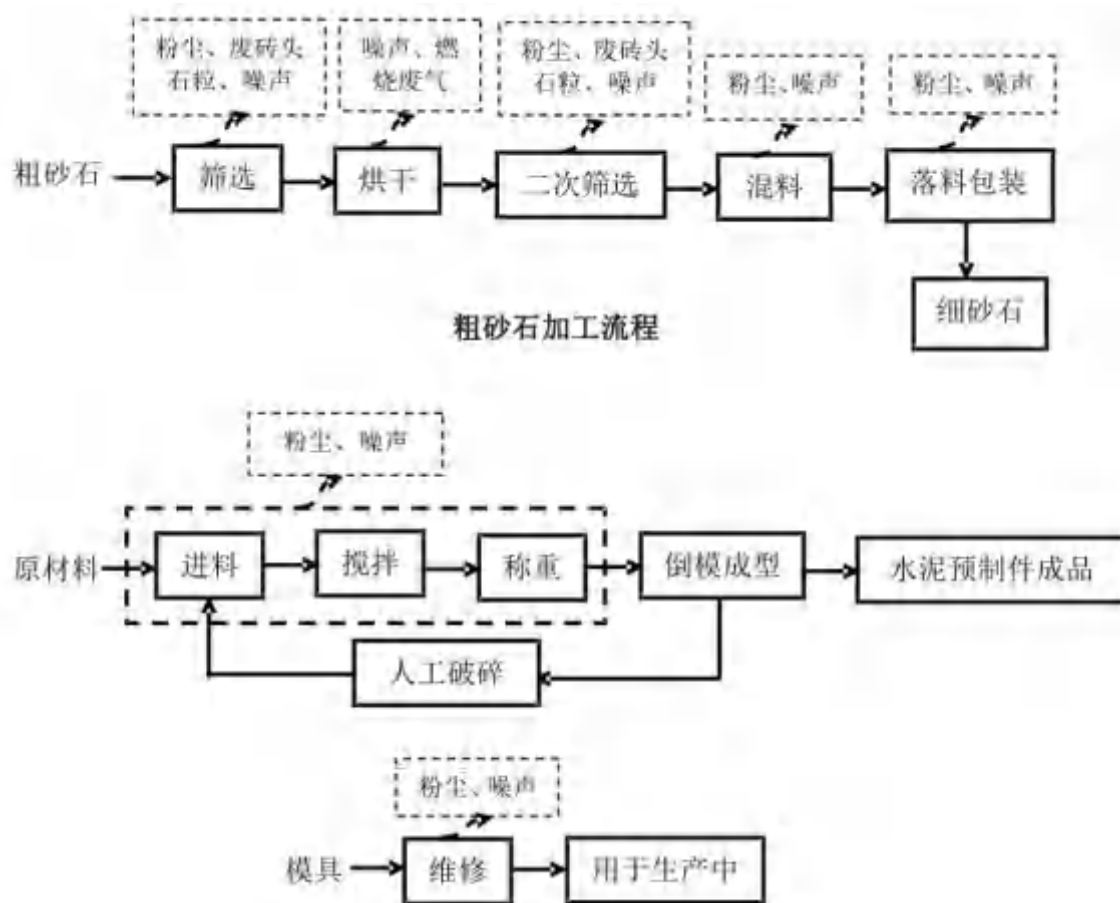 粉尘、废砖头
石粒、噪声
噪声、燃
烧废气
粉尘、废砖头
石粒、噪声
粉尘、噪声
粉尘、噪声
粗砂石
筛选
烘干
二次筛选
混料
落料包装
细砂石
粗砂石加工流程
粉尘、噪声
原材料
进料
搅拌
称重
倒模成型
水泥预制件成品
人工破碎
粉尘、噪声
模具
维修
用于生产中